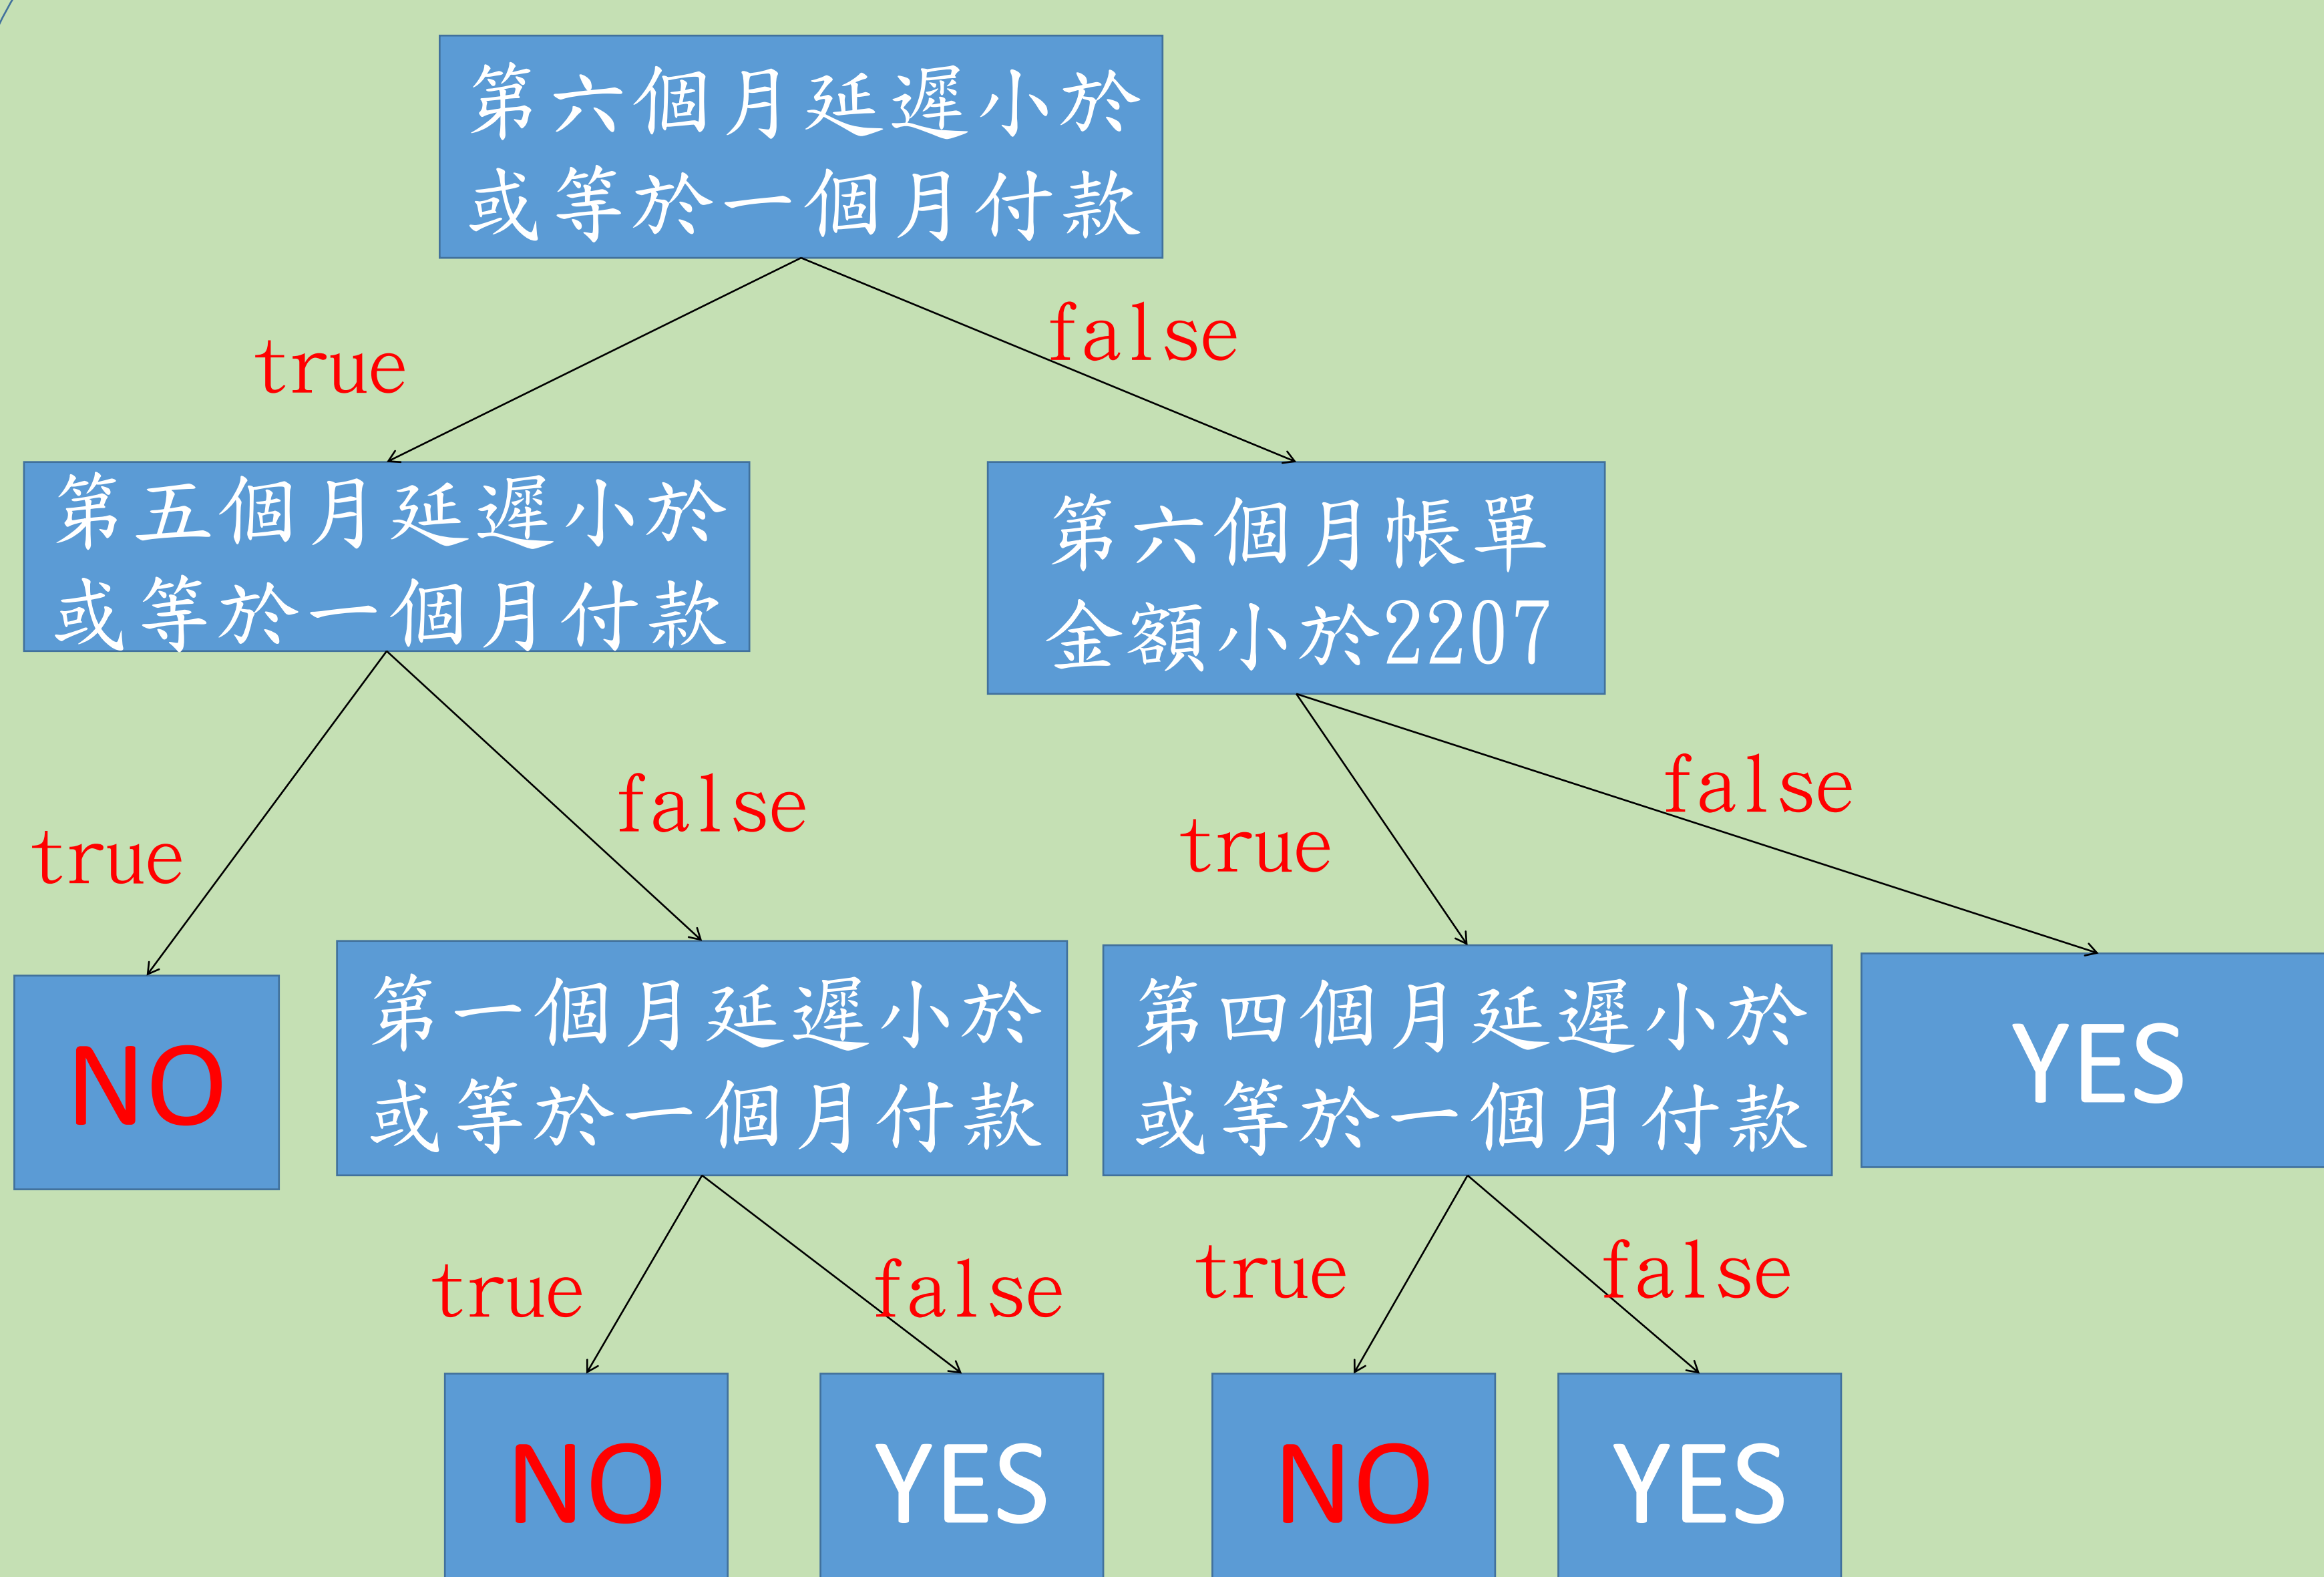 第六個月延遲小於
或等於一個月付款
true
false
第五個月延遲小於
或等於一個月付款
第六個月帳單
金額小於2207
true
false
true
false
NO
第一個月延遲小於
或等於一個月付款
第四個月延遲小於
或等於一個月付款
YES
true
false
true
false
NO
YES
NO
YES